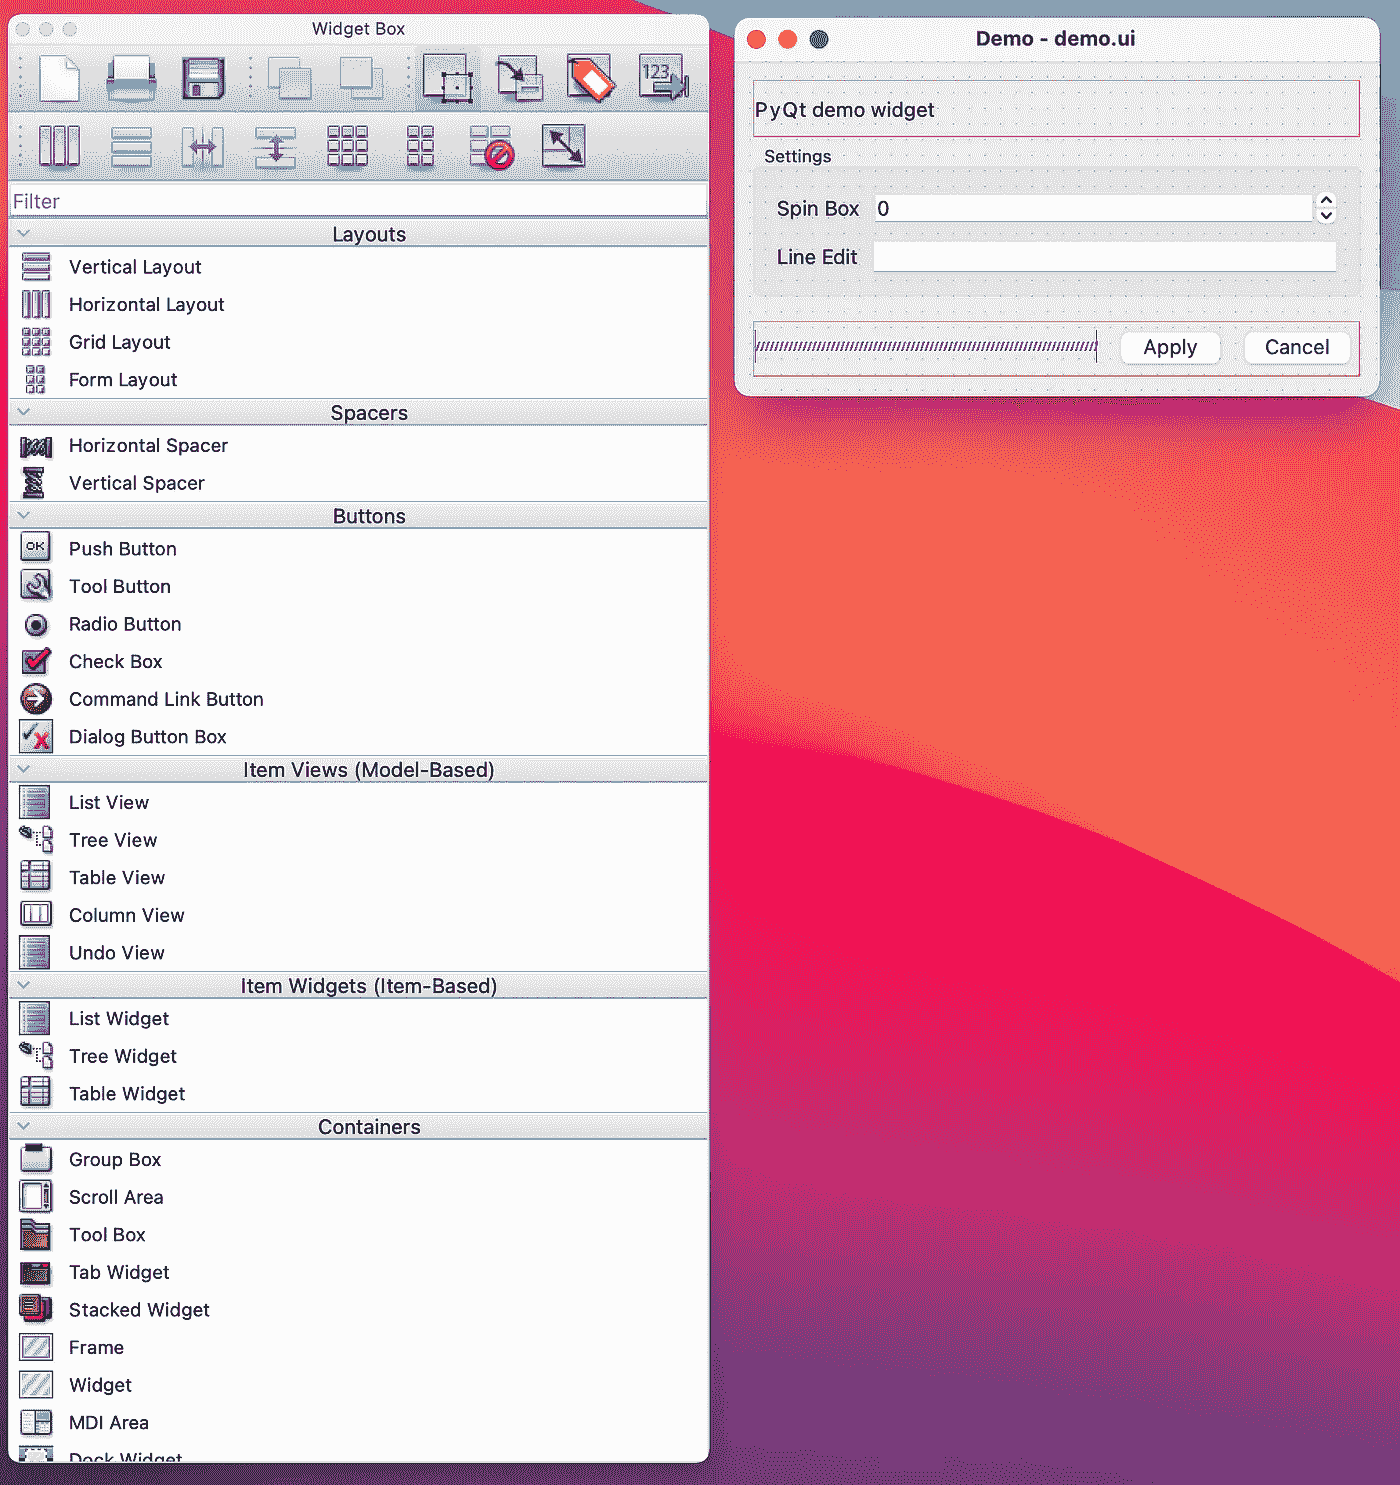 Widget Box
123
Filter
Layouts
Vertical Layout
Horizontal Layout
Grid Layout
Form Layout
Spacers
Horizontal Spacer
Vertical Spacer
Buttons
OK
Push Button
Tool Button
Radio Button
Check Box
Command Link Button
Dialog Button Box
Item Views (Model-Based)
List View
Tree View
Table View
Column View
Undo View
Item Widgets (Item-Based)
List Widget
Tree Widget
Table Widget
Containers
Group Box
Scroll Area
Tool Box
Tab Widget
Stacked Widget
Frame
Widget
MDI Area
Dock Widget
Demo - demo.ui
PyQt demo widget
Settings
Spin Box 0
Line Edit
Apply Cancel